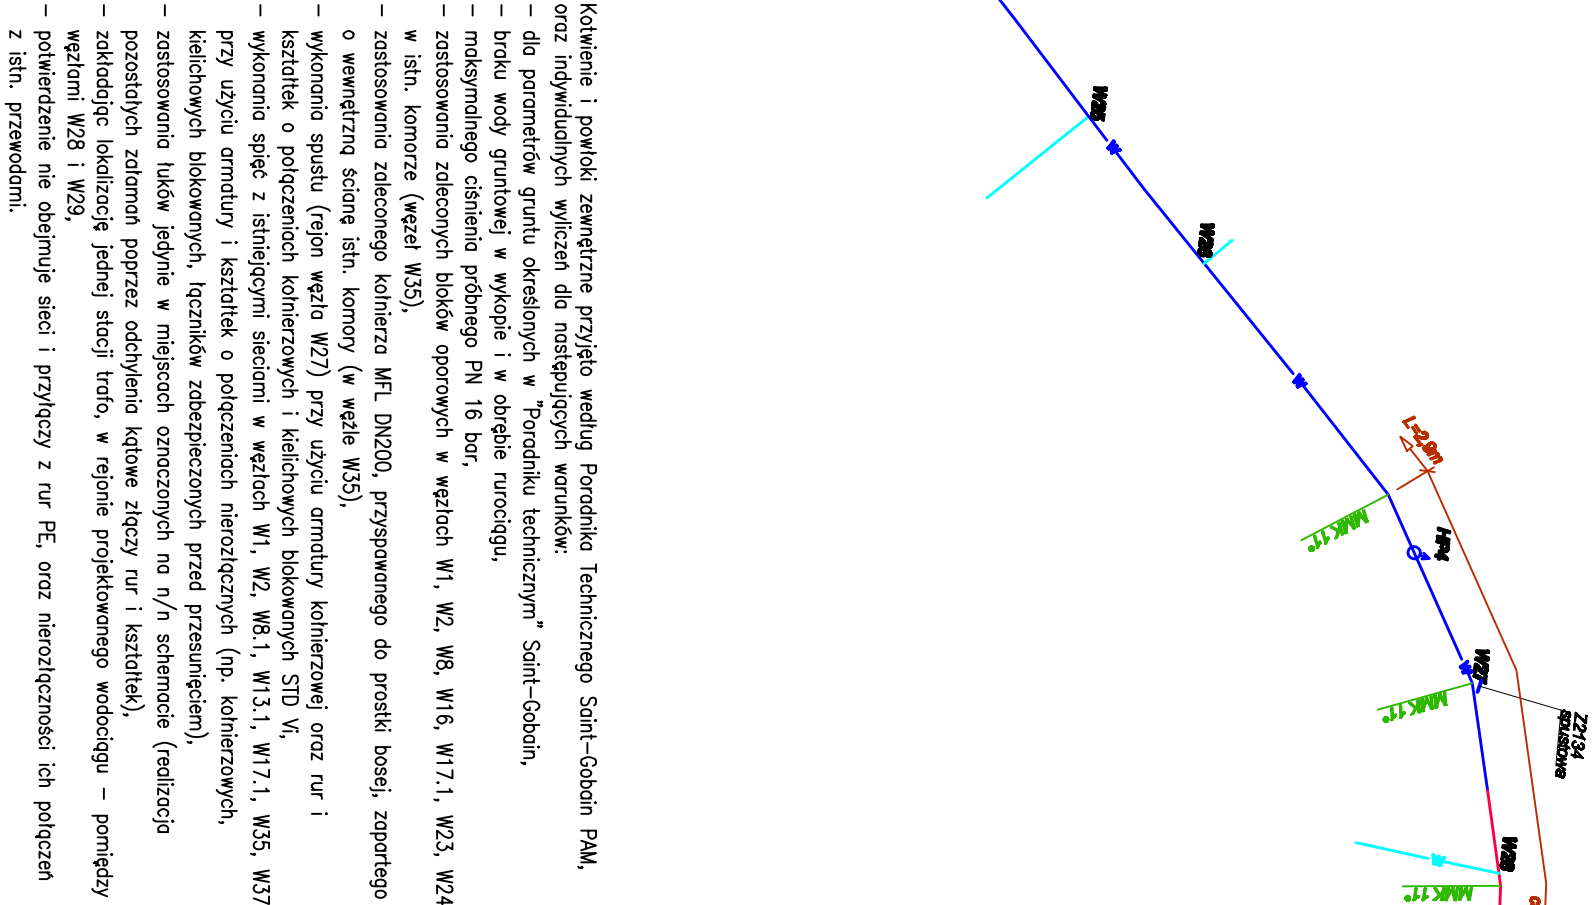 Kotwienie i powłoki zewnętrzne przyjęto według Poradnika Technicznego Saint-Gobain PAM,
oraz indywidualnych wyliczeń dla następujących warunków:
- dla parametrów gruntu określonych w "Poradniku technicznym" Saint-Gobain,
- braku wody gruntowej w wykopie i w obrębie rurociągu,
- maksymalnego ciśnienia próbnego PN 16 bar,
- zastosowania zaleconych bloków oporowych w węzłach W1, W2, W8, W16, W17.1, W23, W24
w istn. komorze (węzeł W35),
- zastosowania zaleconego kołnierza MFL DN200, przyspawanego do prostki bosej, zapartego
o wewnętrzną ścianę istn. komory (w węźle W35),
- wykonania spustu (rejon węzła W27) przy użyciu armatury kołnierzowej oraz rur i
kształtek o połączeniach kołnierzowych i kielichowych blokowanych STD Vi,
- wykonania spięć z istniejącymi sieciami w węzłach W1, W2, W8.1, W13.1, W17.1, W35, W37
przy użyciu armatury i kształtek o połączeniach nierozłącznych (np. kołnierzowych,
kielichowych blokowanych, łączników zabezpieczonych przed przesunięciem),
- zastosowania łuków jedynie w miejscach oznaczonych na n/n schemacie (realizacja
pozostałych załamań poprzez odchylenia kątowe złączy rur i kształtek),
- zakładając lokalizację jednej stacji trafo, w rejonie projektowanego wodociągu - pomiędzy
węzłami W28 i W29,
- potwierdzenie nie obejmuje sieci i przyłączy z rur PE, oraz nierozłączności ich połączeń
z istn. przewodami.
W25
W26
L=2,9m
MMK 11°
HP4
W27
MMK 11°
Z2134
spustowa
W28
MMK 11°